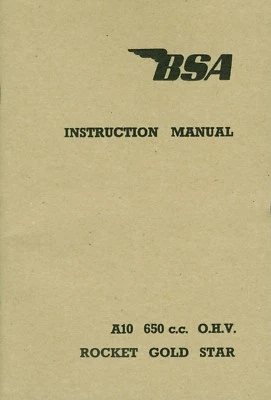 BSA
INSTRUCTION MANUAL
A10 650 c.c. O.H.V.
ROCKET GOLD STAR